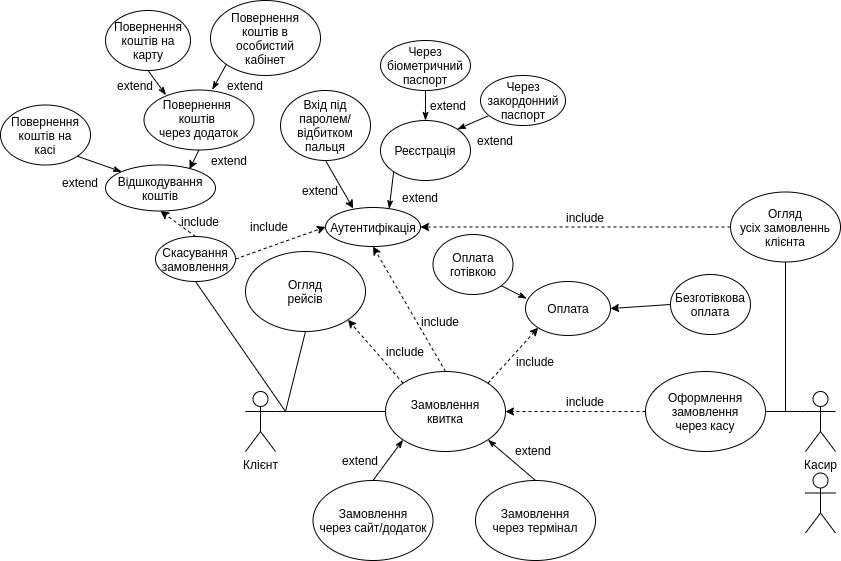 Повернення
коштів на
карту
Повернення
коштів в
особистий
кабінет
extend
extend
Повернення
коштів на
касі
Повернення
коштів
через додаток
extend
extend
Відшкодування
коштів
Вхід під
паролем/
відбитком
пальця
extend
Через
біометричний
паспорт
extend
Через
закордонний
паспорт
extend
Реєстрація
extend
include
Скасування
замовлення
include
Аутентифікація
include
Огляд
усіх замовленнь
клієнта
Огляд
рейсів
Оплата
готівкою
Оплата
Безготівкова
оплата
include
include
include
Замовлення
квитка
include
Оформлення
замовлення
через касу
Клієнт
Касир
extend
extend
Замовлення
через сайт/додаток
Замовлення
через термінал